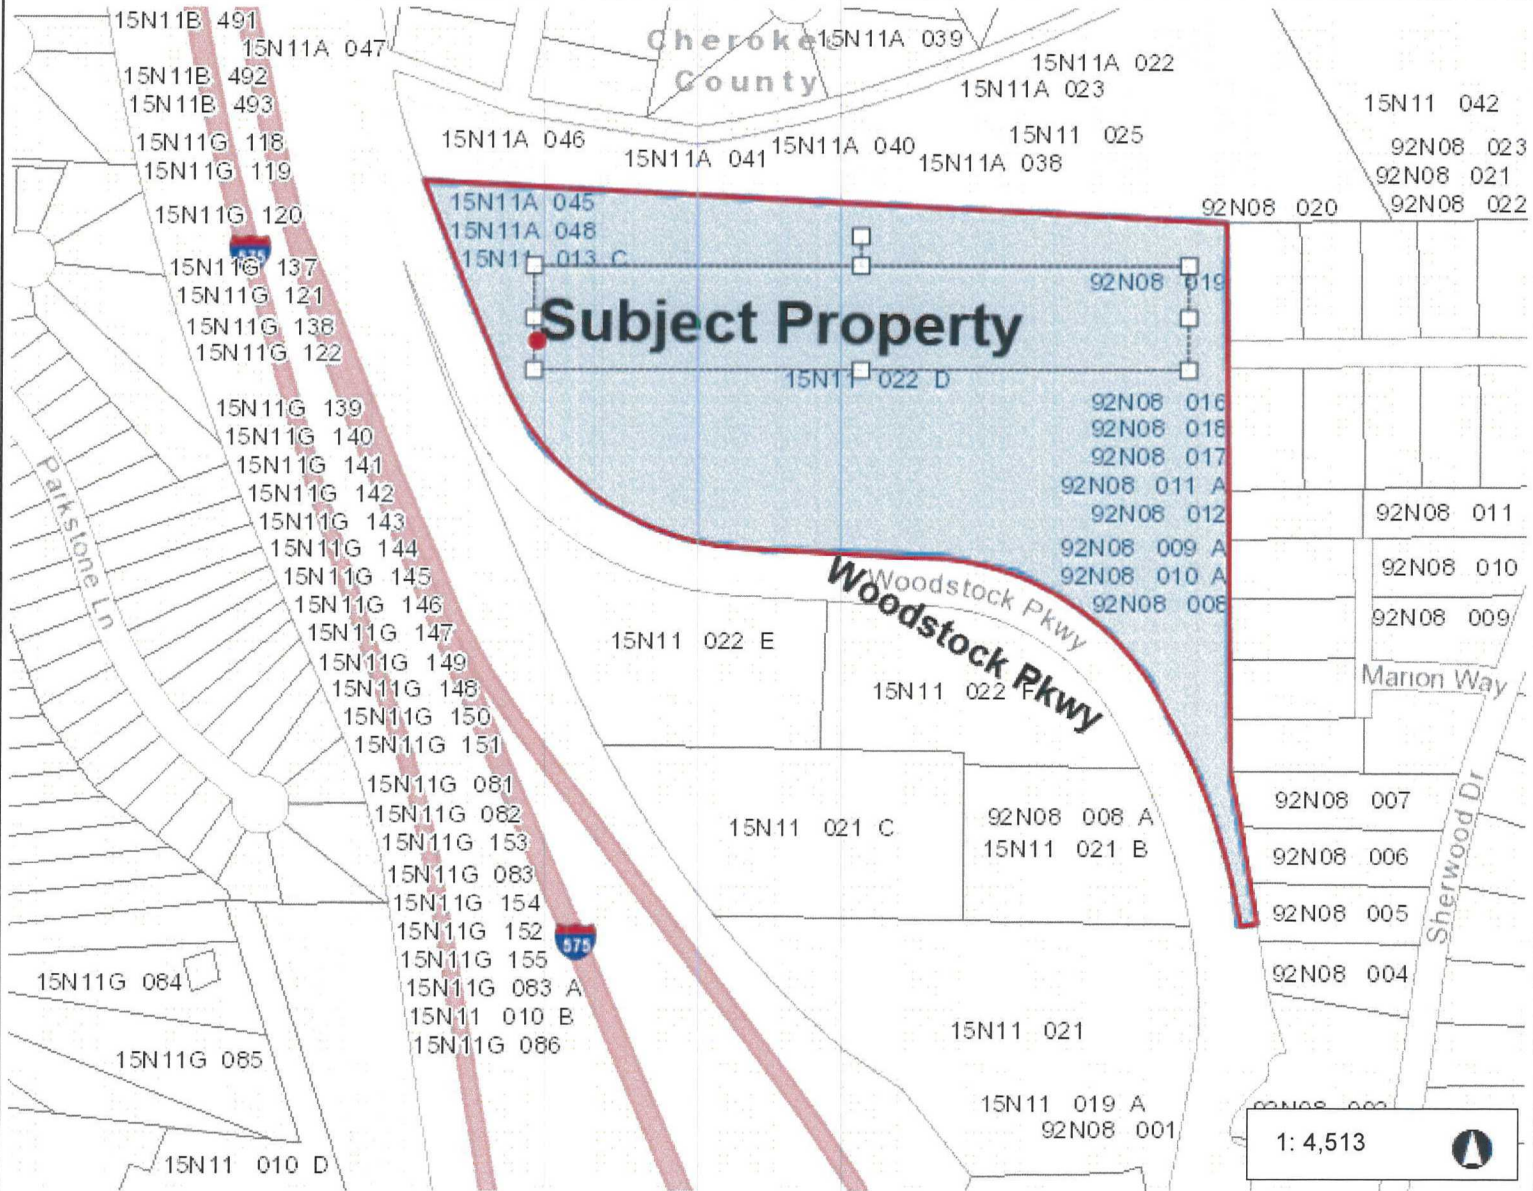 15N11B 491
15N11A 047
15N11B 492
15N11B 493
15N11G 118
15N11G 119
15N11G 120
575
15N11G 137
15N11G 121
15N11G 138
15N11G 122
15N11G 139
15N11G 140
15N11G 141
15N11G 142
15N11G 143
15N11G 144
15N11G 145
15N11G 146
15N11G 147
15N11G 149
15N11G 148
15N11G 150
15N11G 151
15N11G 081
15N11G 082
15N11G 153
15N11G 083
15N11G 154
15N11G 152
15N11G 155
15N11G 083 A
15N11 010 B
15N11G 086
575
Parkstone Ln
15N11G 084
15N11G 085
15N11 010 D
Cherokee
County
15N11A 039
15N11A 022
15N11A 023
15N11 025
15N11A 046
15N11A 041
15N11A 040
15N11A 038
15N11 042
92N08 023
92N08 021
92N08 022
92N08 020
15N11A 045
15N11A 048
15N11 013 C
92N08 019
Subject Property
15N11 022 D
92N08 016
92N08 018
92N08 017
92N08 011 A
92N08 012
92N08 009 A
92N08 010 A
92N08 008
Woodstock Pkwy
Woodstock Pkwy
15N11 022 E
15N11 022 F
15N11 021 C
92N08 008 A
15N11 021 B
15N11 021
15N11 019 A
92N08 001
92N08 011
92N08 010
92N08 009
Marion Way
Sherwood Dr
92N08 007
92N08 006
92N08 005
92N08 004
1: 4,513